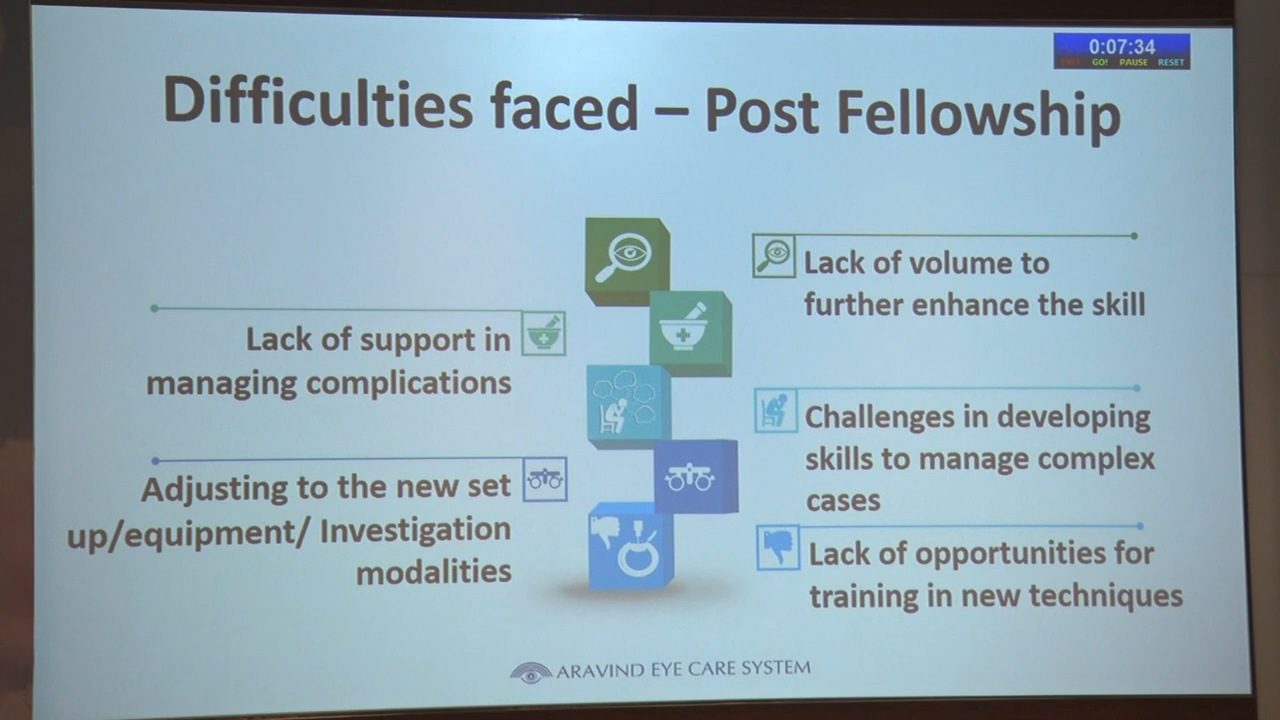 0:07:34
GO! PAUSE RESET
Difficulties faced – Post Fellowship
Lack of volume to
further enhance the skill
Lack of support in
managing complications
Challenges in developing
skills to manage complex
cases
Adjusting to the new set
up/equipment/ Investigation
modalities
Lack of opportunities for
training in new techniques
ARAVIND EYE CARE SYSTEM